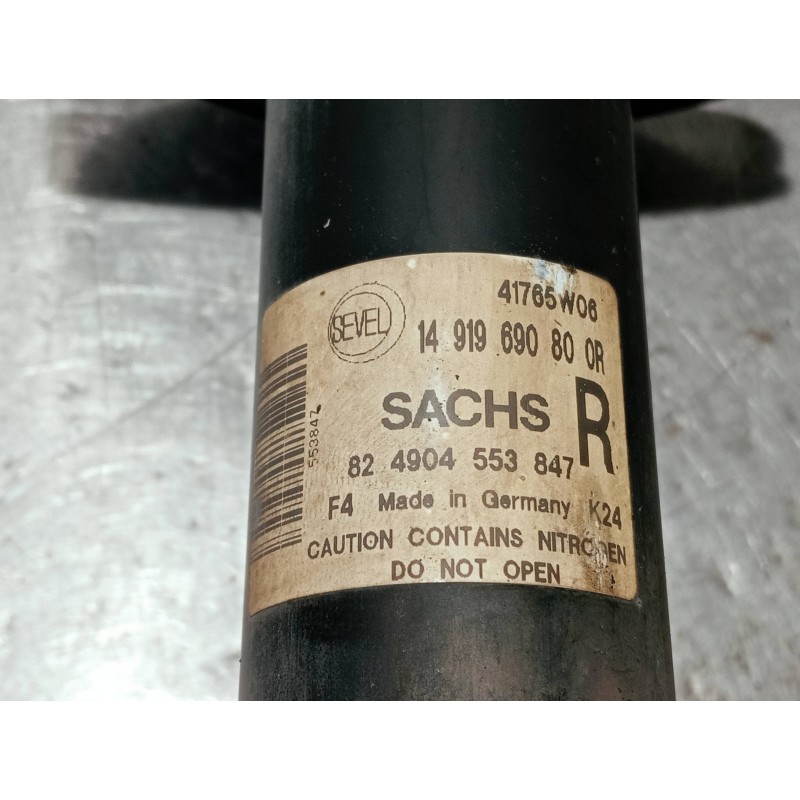 41765W06
SEVEL
14 919 690 80 0R
SACHS R
553847
82 4904 553 847
F4 Made in Germany K24
CAUTION CONTAINS NITROGEN
DO NOT OPEN